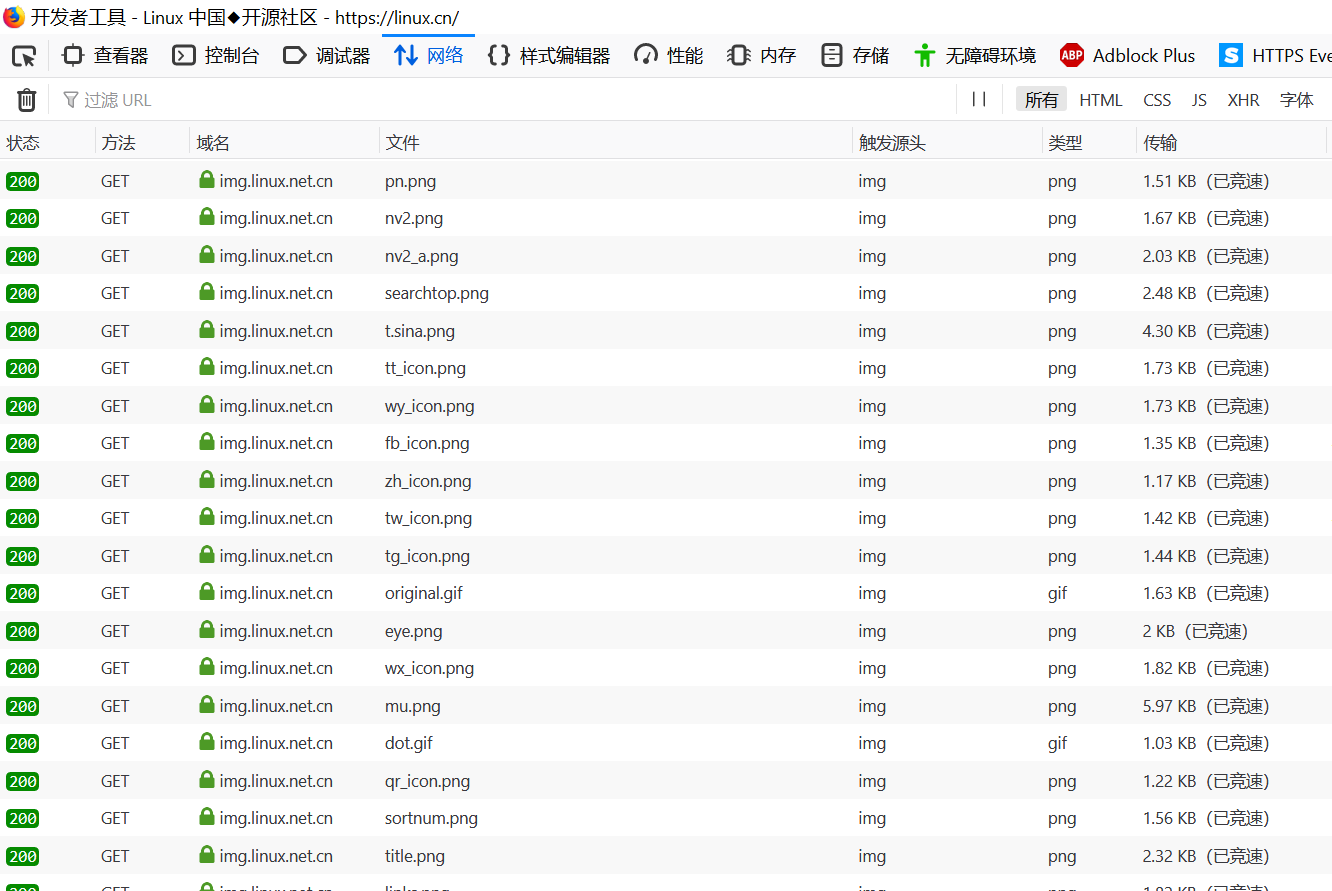 开发者工具 - Linux 中国◆开源社区 - https://linux.cn/
查看器 控制台 调试器 网络 样式编辑器 性能 内存 存储 无障碍环境 ABP Adblock Plus S HTTPS Eve
过滤 URL 所有 HTML CSS JS XHR 字体
状态 方法 域名 文件 触发源头 类型 传输
200 GET img.linux.net.cn pn.png img png 1.51 KB（已竞速）
200 GET img.linux.net.cn nv2.png img png 1.67 KB（已竞速）
200 GET img.linux.net.cn nv2_a.png img png 2.03 KB（已竞速）
200 GET img.linux.net.cn searchtop.png img png 2.48 KB（已竞速）
200 GET img.linux.net.cn t.sina.png img png 4.30 KB（已竞速）
200 GET img.linux.net.cn tt_icon.png img png 1.73 KB（已竞速）
200 GET img.linux.net.cn wy_icon.png img png 1.73 KB（已竞速）
200 GET img.linux.net.cn fb_icon.png img png 1.35 KB（已竞速）
200 GET img.linux.net.cn zh_icon.png img png 1.17 KB（已竞速）
200 GET img.linux.net.cn tw_icon.png img png 1.42 KB（已竞速）
200 GET img.linux.net.cn tg_icon.png img png 1.44 KB（已竞速）
200 GET img.linux.net.cn original.gif img gif 1.63 KB（已竞速）
200 GET img.linux.net.cn eye.png img png 2 KB（已竞速）
200 GET img.linux.net.cn wx_icon.png img png 1.82 KB（已竞速）
200 GET img.linux.net.cn mu.png img png 5.97 KB（已竞速）
200 GET img.linux.net.cn dot.gif img gif 1.03 KB（已竞速）
200 GET img.linux.net.cn qr_icon.png img png 1.22 KB（已竞速）
200 GET img.linux.net.cn sortnum.png img png 1.56 KB（已竞速）
200 GET img.linux.net.cn title.png img png 2.32 KB（已竞速）